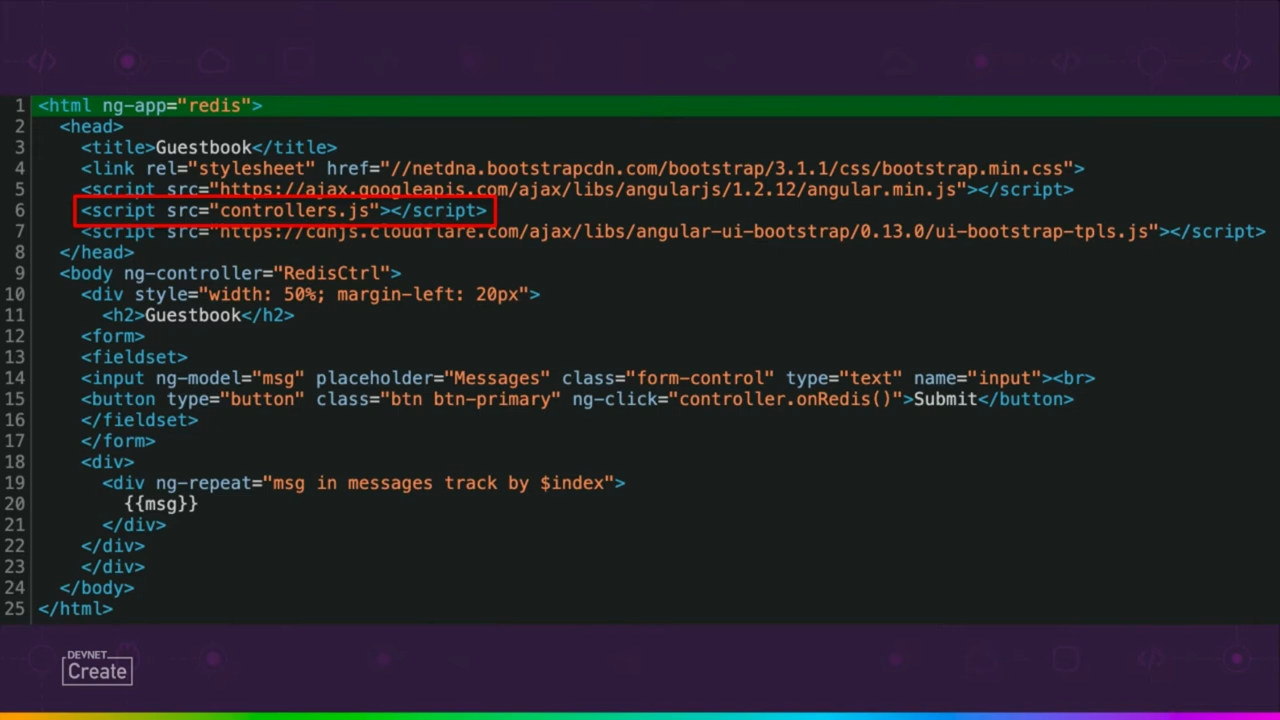 1 <html ng-app="redis">
2   <head>
3     <title>Guestbook</title>
4     <link rel="stylesheet" href="//netdna.bootstrapcdn.com/bootstrap/3.1.1/css/bootstrap.min.css">
5     <script src="https://ajax.googleapis.com/ajax/libs/angularjs/1.2.12/angular.min.js"></script>
6     <script src="controllers.js"></script>
7     <script src="https://cdnjs.cloudflare.com/ajax/libs/angular-ui-bootstrap/0.13.0/ui-bootstrap-tpls.js"></script>
8   </head>
9   <body ng-controller="RedisCtrl">
10     <div style="width: 50%; margin-left: 20px">
11       <h2>Guestbook</h2>
12     <form>
13     <fieldset>
14     <input ng-model="msg" placeholder="Messages" class="form-control" type="text" name="input"><br>
15     <button type="button" class="btn btn-primary" ng-click="controller.onRedis()">Submit</button>
16     </fieldset>
17     </form>
18     <div>
19       <div ng-repeat="msg in messages track by $index">
20         {{msg}}
21       </div>
22     </div>
23     </div>
24   </body>
25 </html>
DEVNET
Create